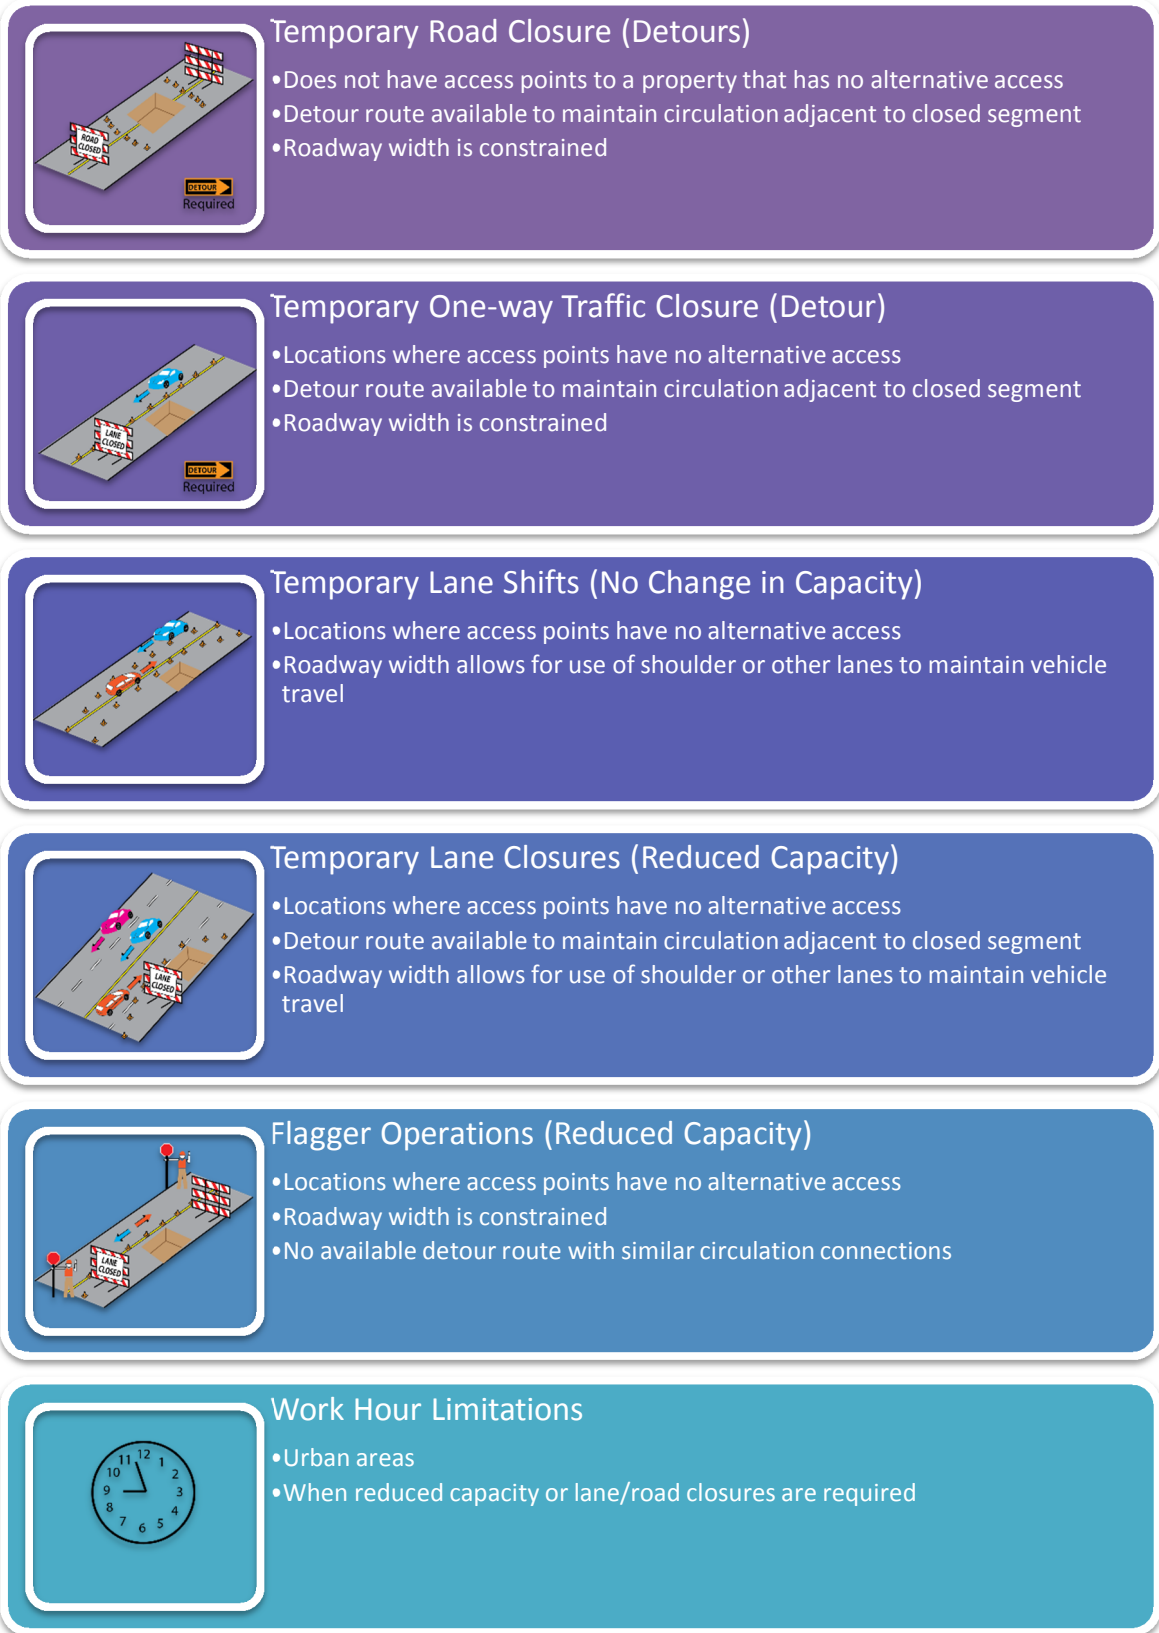 Temporary Road Closure (Detours)
•Does not have access points to a property that has no alternative access
•Detour route available to maintain circulation adjacent to closed segment
•Roadway width is constrained
ROAD
CLOSED
DETOUR
Required
Temporary One-way Traffic Closure (Detour)
•Locations where access points have no alternative access
•Detour route available to maintain circulation adjacent to closed segment
•Roadway width is constrained
LANE
CLOSED
DETOUR
Required
Temporary Lane Shifts (No Change in Capacity)
•Locations where access points have no alternative access
•Roadway width allows for use of shoulder or other lanes to maintain vehicle
travel
Temporary Lane Closures (Reduced Capacity)
•Locations where access points have no alternative access
•Detour route available to maintain circulation adjacent to closed segment
•Roadway width allows for use of shoulder or other lanes to maintain vehicle
travel
LANE
CLOSED
Flagger Operations (Reduced Capacity)
•Locations where access points have no alternative access
•Roadway width is constrained
•No available detour route with similar circulation connections
LANE
CLOSED
Work Hour Limitations
•Urban areas
•When reduced capacity or lane/road closures are required
12
1
2
3
4
5
6
7
8
9
10
11